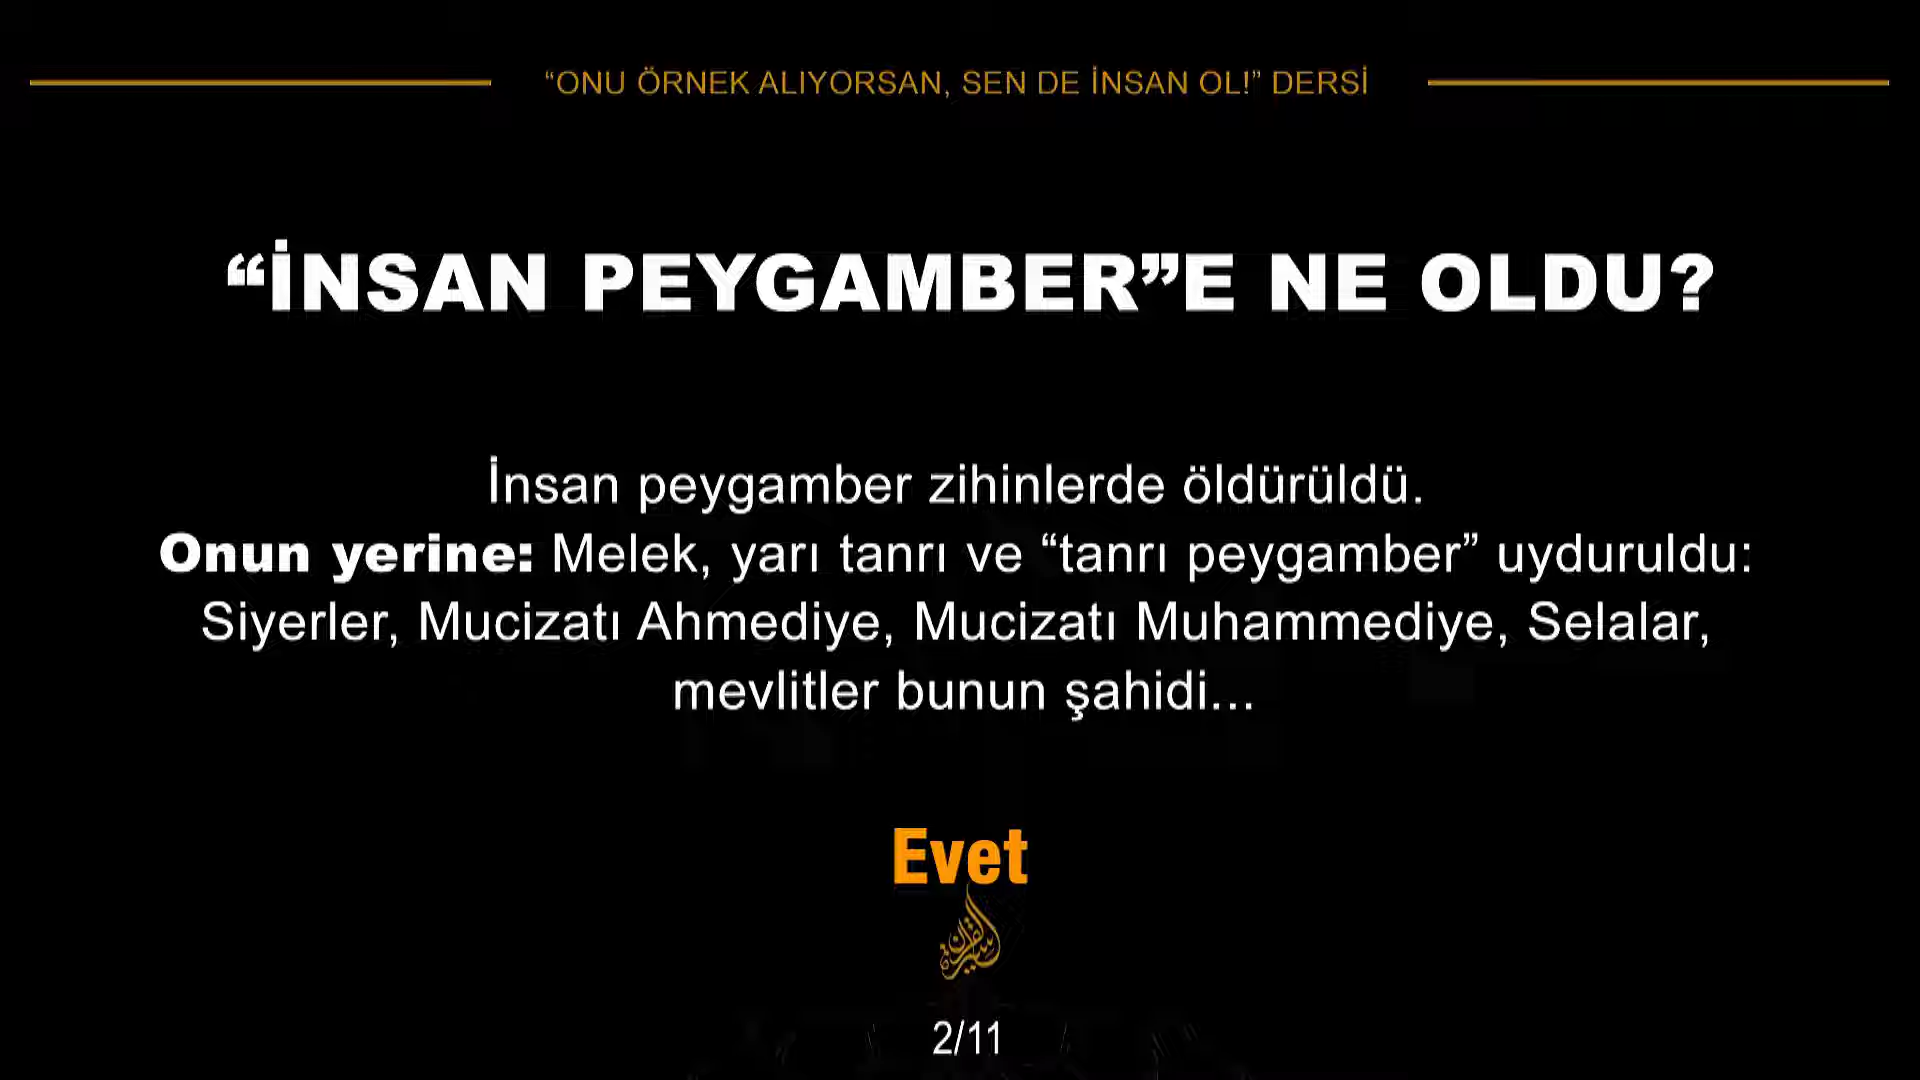 “ONU ÖRNEK ALIYORSAN, SEN DE İNSAN OL!” DERSİ
“İNSAN PEYGAMBER”E NE OLDU?
İnsan peygamber zihinlerde öldürüldü.
Onun yerine: Melek, yarı tanrı ve “tanrı peygamber” uyduruldu:
Siyerler, Mucizatı Ahmediye, Mucizatı Muhammediye, Selalar,
mevlitler bunun şahidi...
Evet
2/11